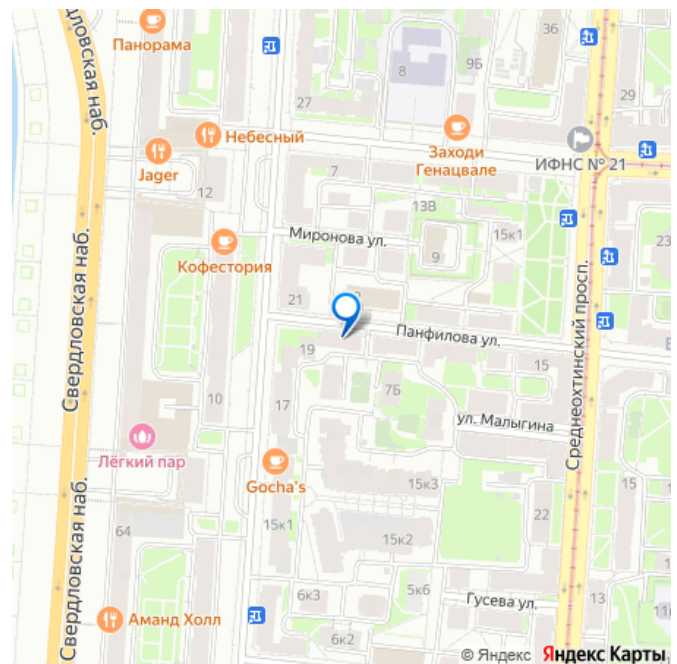 Панорама
36
9Б
8
29
27
Свердловская наб.
Небесный
Заходи
Генацвале
ИФНС № 21
Jager
7
12
13В
Миронова ул.
15к1
23
9
Кофестория
Свердловская наб.
21
Среднеохтинский просп.
Панфилова ул.
19
15
10
17
7Б
ул. Малыгина
Лёгкий пар
Gocha's
15к3
15
Свердловская наб.
64
15к1
22
15к2
6к3
5к6
Гусева ул.
13
Аманд Холл
6к2
© Яндекс Яндекс Карты